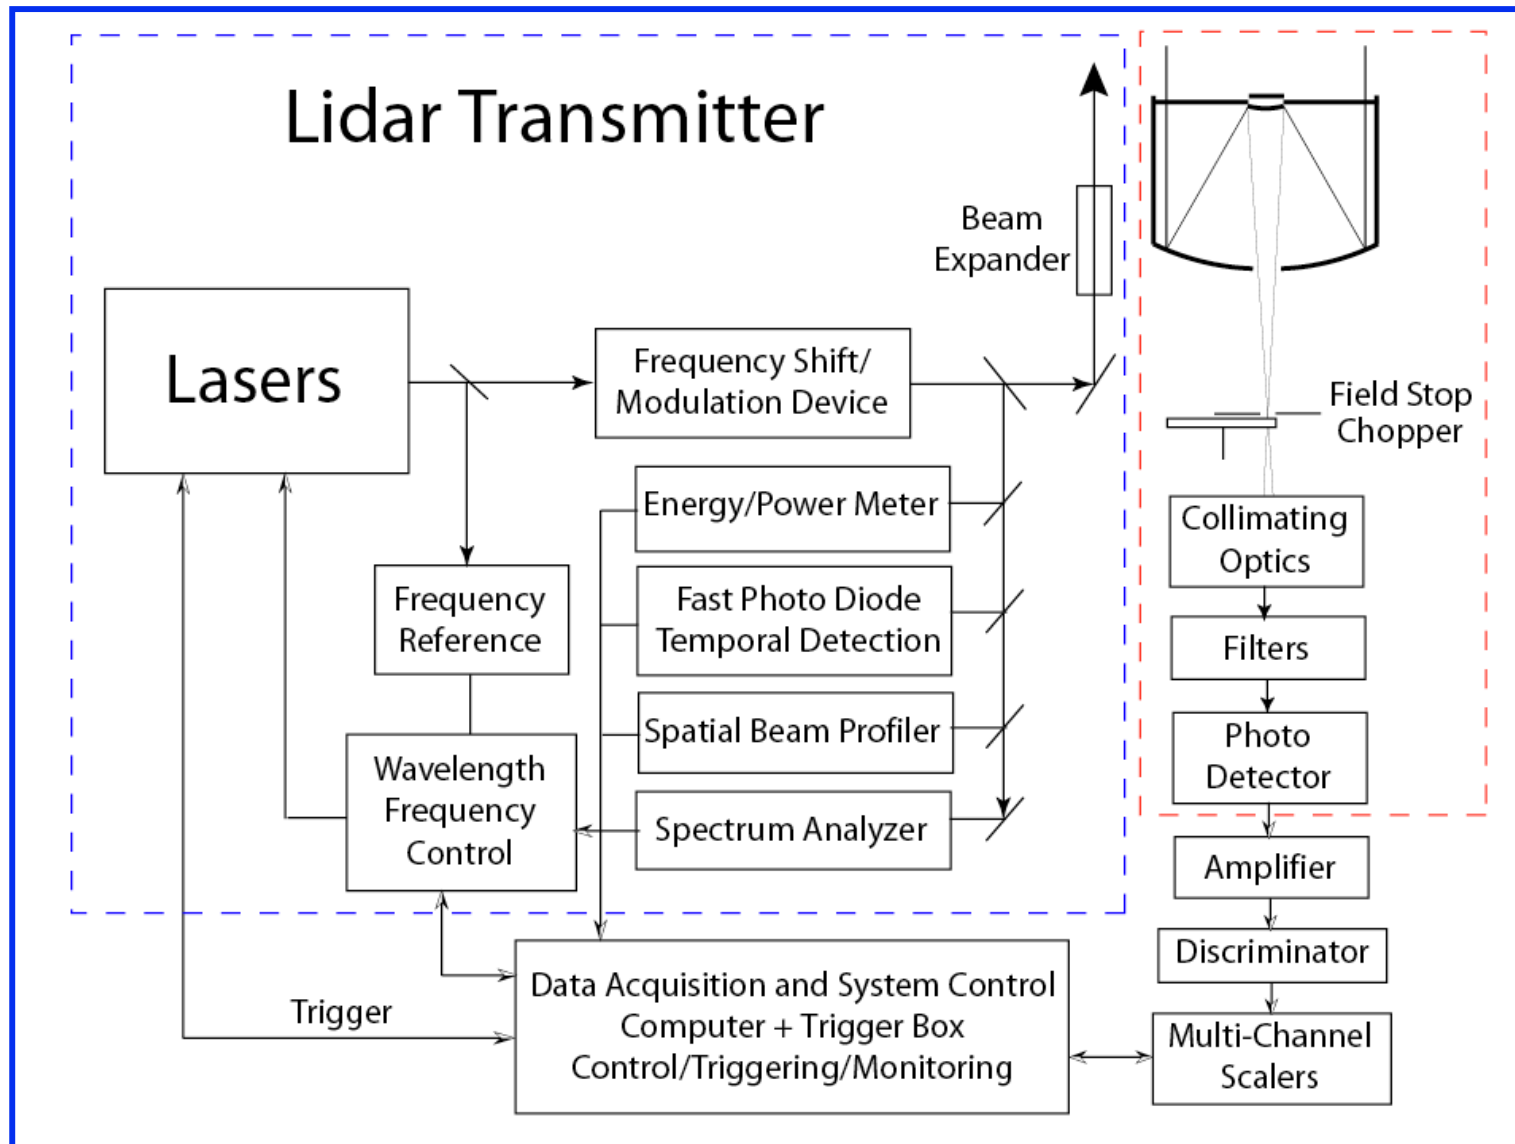 Lidar Transmitter
Beam
Expander
Lasers
Frequency Shift/
Modulation Device
Field Stop
Chopper
Energy/Power Meter
Collimating
Optics
Frequency
Reference
Fast Photo Diode
Temporal Detection
Filters
Spatial Beam Profiler
Photo
Detector
Wavelength
Frequency
Control
Spectrum Analyzer
Amplifier
Discriminator
Trigger
Data Acquisition and System Control
Computer + Trigger Box
Control/Triggering/Monitoring
Multi-Channel
Scalers